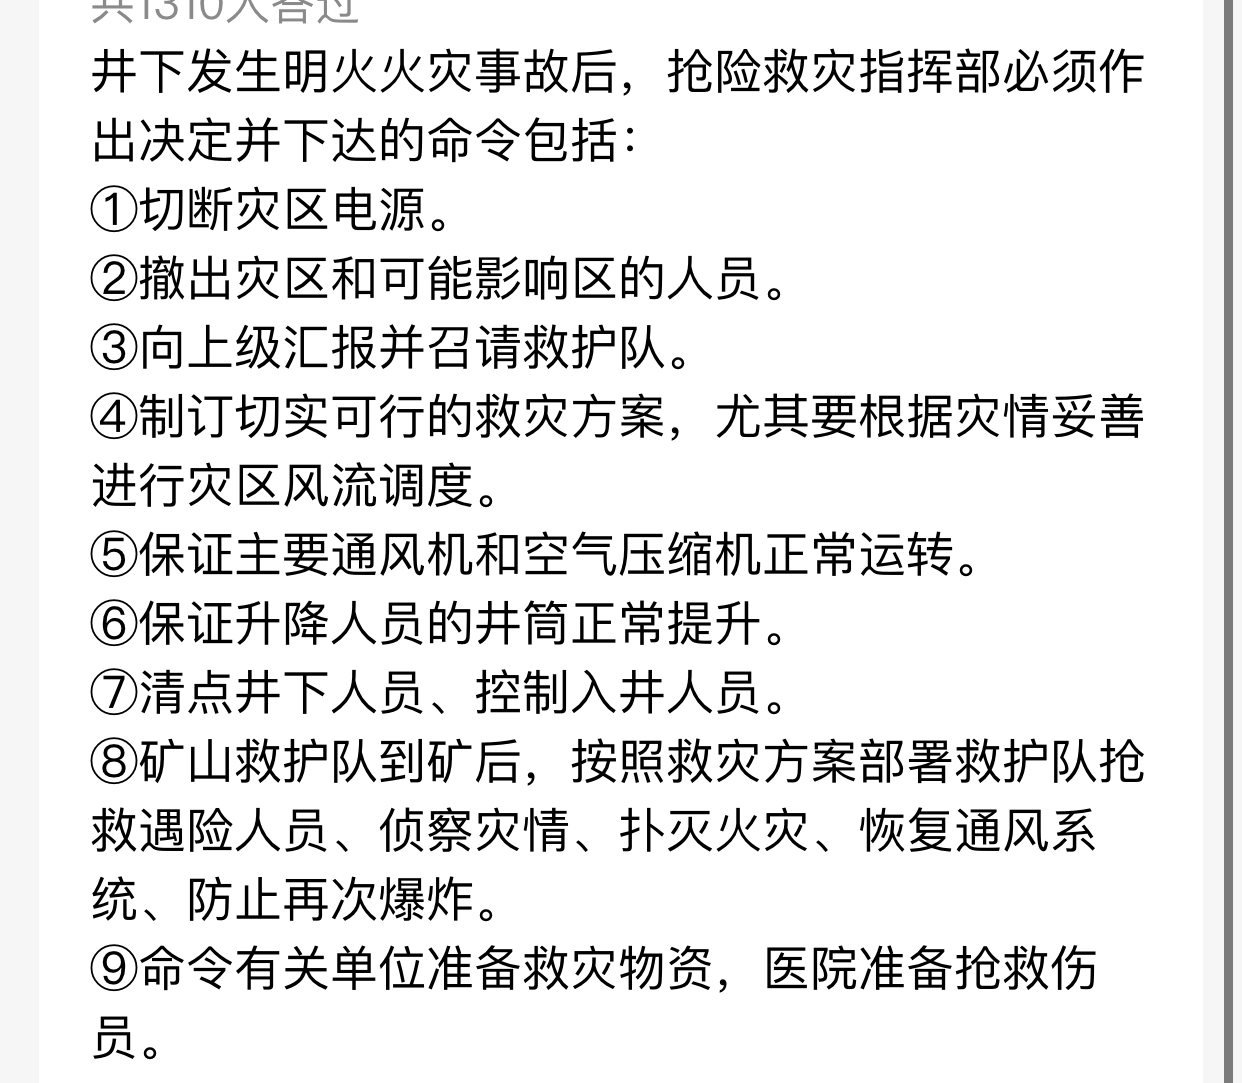 共1310人答过
井下发生明火火灾事故后，抢险救灾指挥部必须作
出决定并下达的命令包括：
①切断灾区电源。
②撤出灾区和可能影响区的人员。
③向上级汇报并召请救护队。
④制订切实可行的救灾方案，尤其要根据灾情妥善
进行灾区风流调度。
⑤保证主要通风机和空气压缩机正常运转。
⑥保证升降人员的井筒正常提升。
⑦清点井下人员、控制入井人员。
⑧矿山救护队到矿后，按照救灾方案部署救护队抢
救遇险人员、侦察灾情、扑灭火灾、恢复通风系
统、防止再次爆炸。
⑨命令有关单位准备救灾物资，医院准备抢救伤
员。